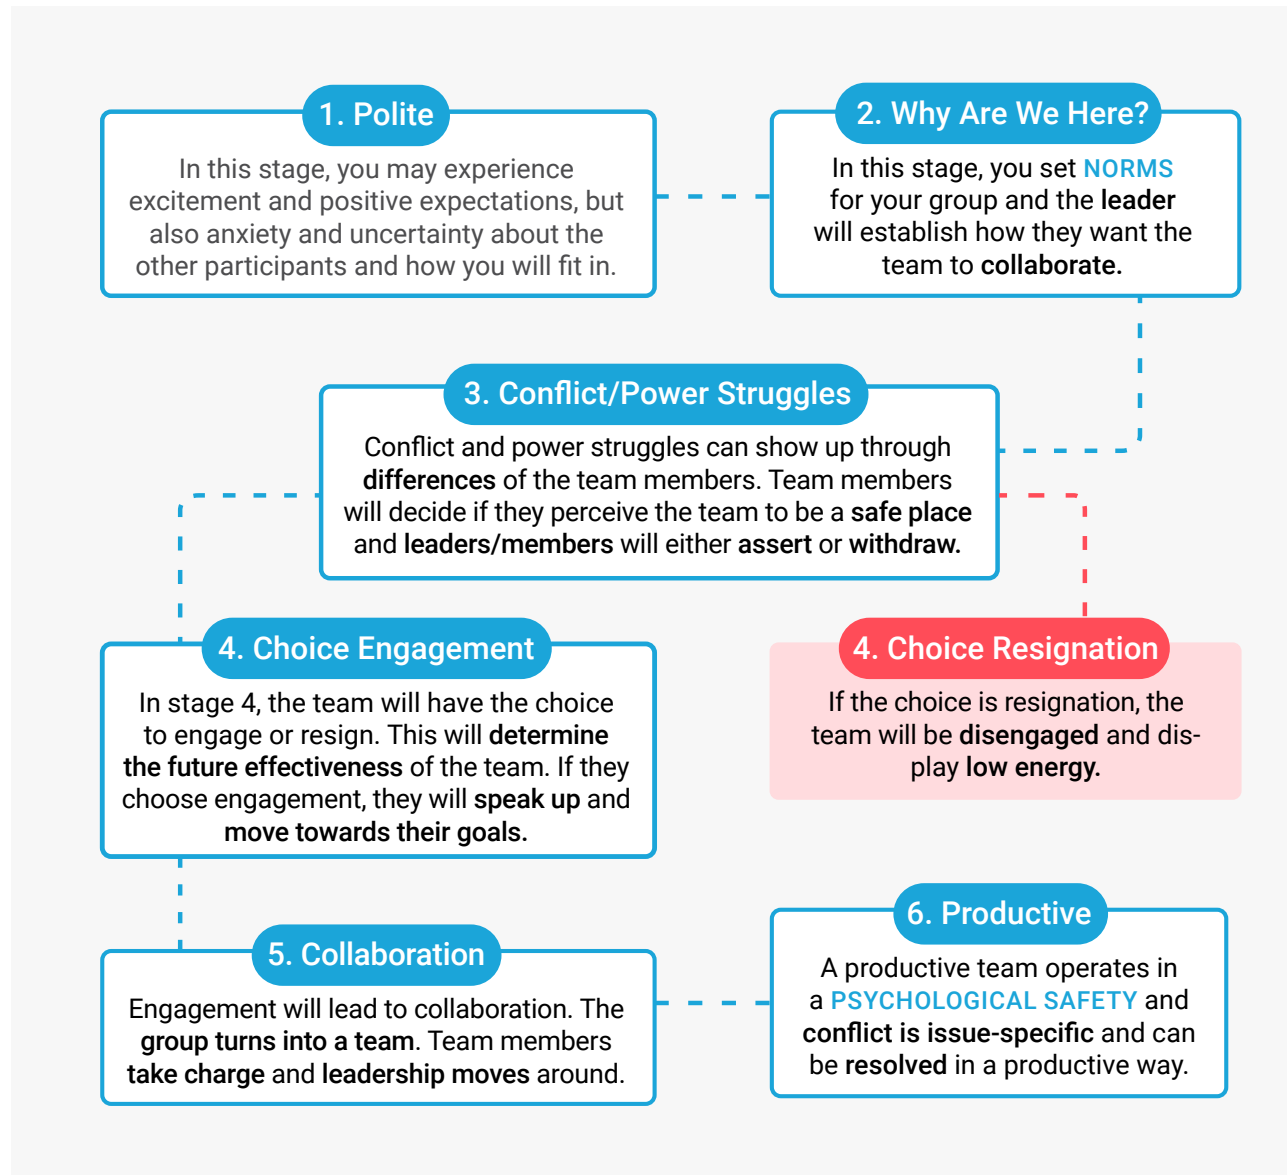 1. Polite
In this stage, you may experience
excitement and positive expectations, but
also anxiety and uncertainty about the
other participants and how you will fit in.
2. Why Are We Here?
In this stage, you set NORMS
for your group and the leader
will establish how they want the
team to collaborate.
3. Conflict/Power Struggles
Conflict and power struggles can show up through
differences of the team members. Team members
will decide if they perceive the team to be a safe place
and leaders/members will either assert or withdraw.
4. Choice Engagement
In stage 4, the team will have the choice
to engage or resign. This will determine
the future effectiveness of the team. If they
choose engagement, they will speak up and
move towards their goals.
4. Choice Resignation
If the choice is resignation, the
team will be disengaged and dis-
play low energy.
5. Collaboration
Engagement will lead to collaboration. The
group turns into a team. Team members
take charge and leadership moves around.
6. Productive
A productive team operates in
a PSYCHOLOGICAL SAFETY and
conflict is issue-specific and can
be resolved in a productive way.